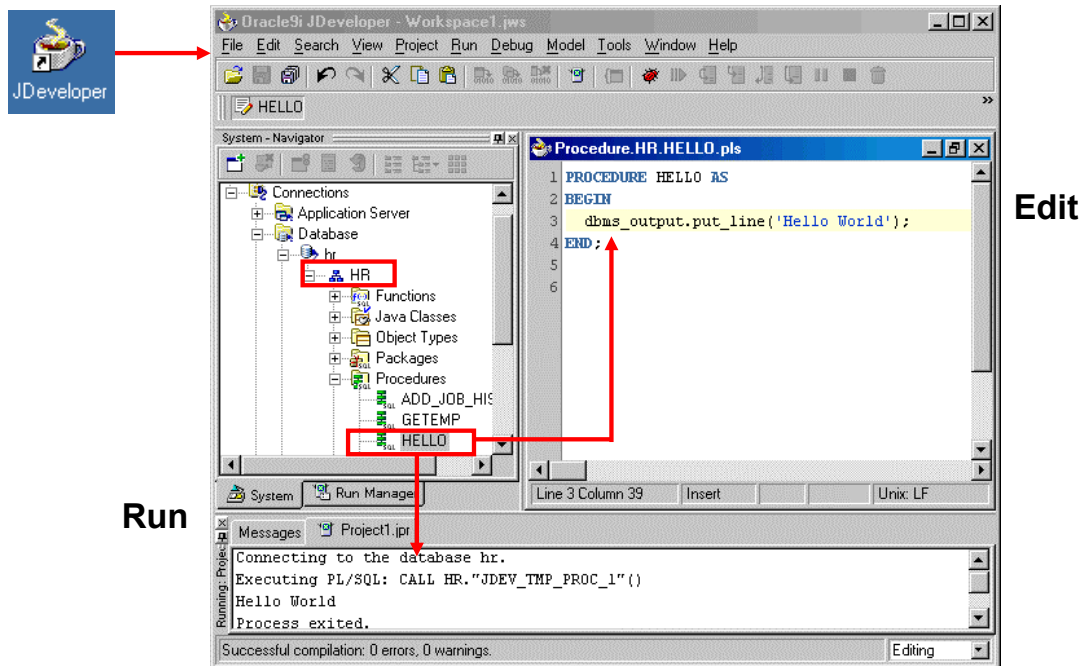 JDeveloper
Oracle9i JDeveloper - Workspace1.jws
File Edit Search View Project Run Debug Model Tools Window Help
HELLO
»
System - Navigator
Connections
Application Server
Database
hr
HR
Functions
Java Classes
Object Types
Packages
Procedures
ADD_JOB_HIS
GETEMP
HELLO
System Run Manager
Procedure.HR.HELLO.pls
1 PROCEDURE HELLO AS
2 BEGIN
3 dbms_output.put_line('Hello World');
4 END;
5
6
Line 3 Column 39 Insert Unix: LF
Edit
Run
Messages Project1.jpr
Running: Projec
Connecting to the database hr.
Executing PL/SQL: CALL HR."JDEV_TMP_PROC_1"()
Hello World
Process exited.
Successful compilation: 0 errors, 0 warnings. Editing